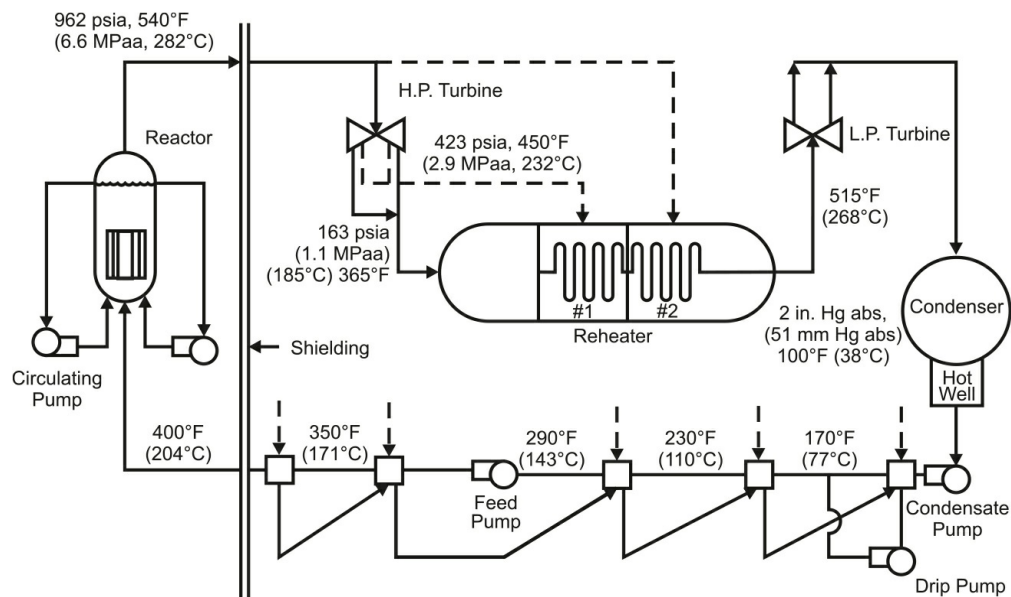 962 psia, 540°F
(6.6 MPaa, 282°C)
H.P. Turbine
Reactor
423 psia, 450°F
(2.9 MPaa, 232°C)
L.P. Turbine
515°F
(268°C)
163 psia
(1.1 MPaa)
(185°C) 365°F
#1
#2
Reheater
2 in. Hg abs,
(51 mm Hg abs)
100°F (38°C)
Condenser
Hot
Well
Circulating
Pump
Shielding
400°F
(204°C)
350°F
(171°C)
Feed
Pump
290°F
(143°C)
230°F
(110°C)
170°F
(77°C)
Condensate
Pump
Drip Pump